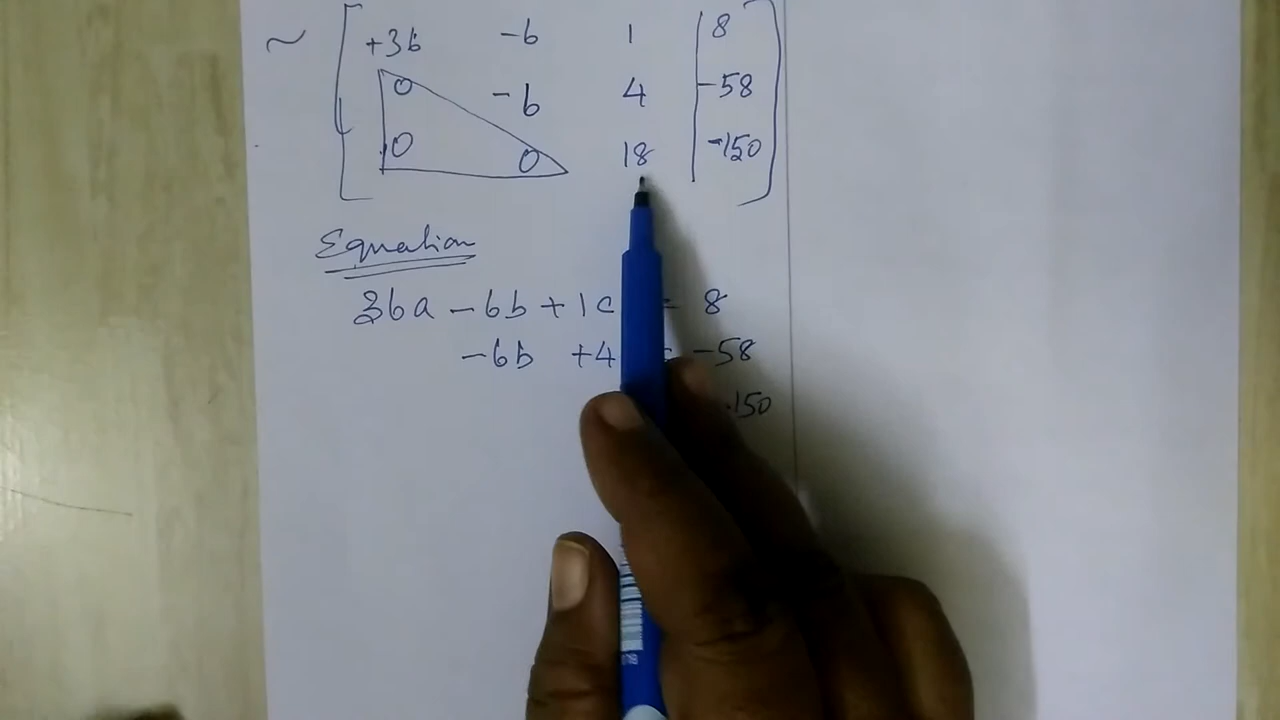 ~ +36 -6 1 8
0 -6 4 -58
0 0 18 -150
Equation
36a - 6b + 1c = 8
-6b +4 c -58
150